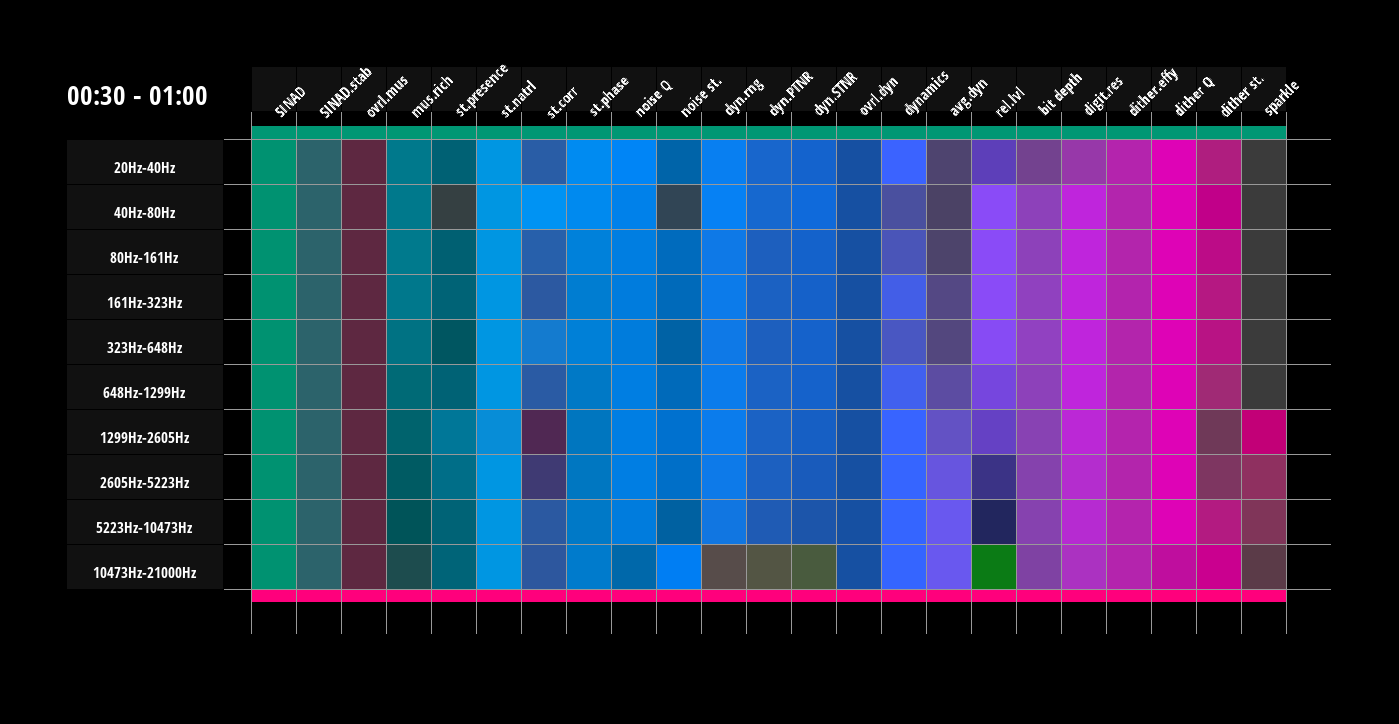 00:30 - 01:00
SINAD
SINAD.stab
ovrl.mus
mus.rich
st.presence
st.natrl
st.corr
st.phase
noise Q
noise st.
dyn.rng
dyn.PTNR
dyn.STNR
ovrl.dyn
dynamics
avg.dyn
rel.lvl
bit depth
digit.res
dither.effy
dither Q
dither st.
sparkle
20Hz-40Hz
40Hz-80Hz
80Hz-161Hz
161Hz-323Hz
323Hz-648Hz
648Hz-1299Hz
1299Hz-2605Hz
2605Hz-5223Hz
5223Hz-10473Hz
10473Hz-21000Hz